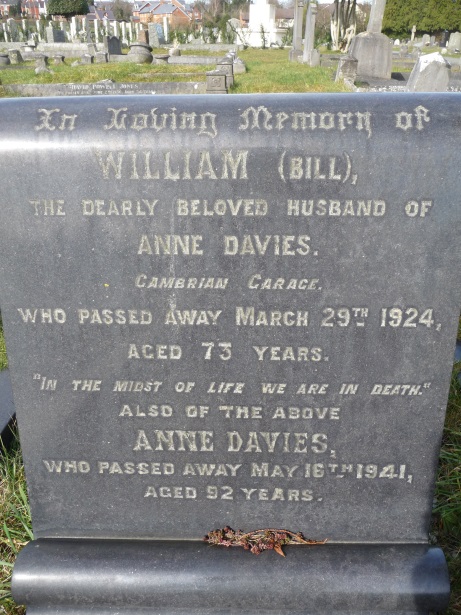 In Loving Memory of
WILLIAM (BILL),
THE DEARLY BELOVED HUSBAND OF
ANNE DAVIES.
CAMBRIAN GARAGE.
WHO PASSED AWAY MARCH 29TH 1924,
AGED 73 YEARS.
"IN THE MIDST OF LIFE WE ARE IN DEATH."
ALSO OF THE ABOVE
ANNE DAVIES,
WHO PASSED AWAY MAY 16TH 1941,
AGED 92 YEARS.